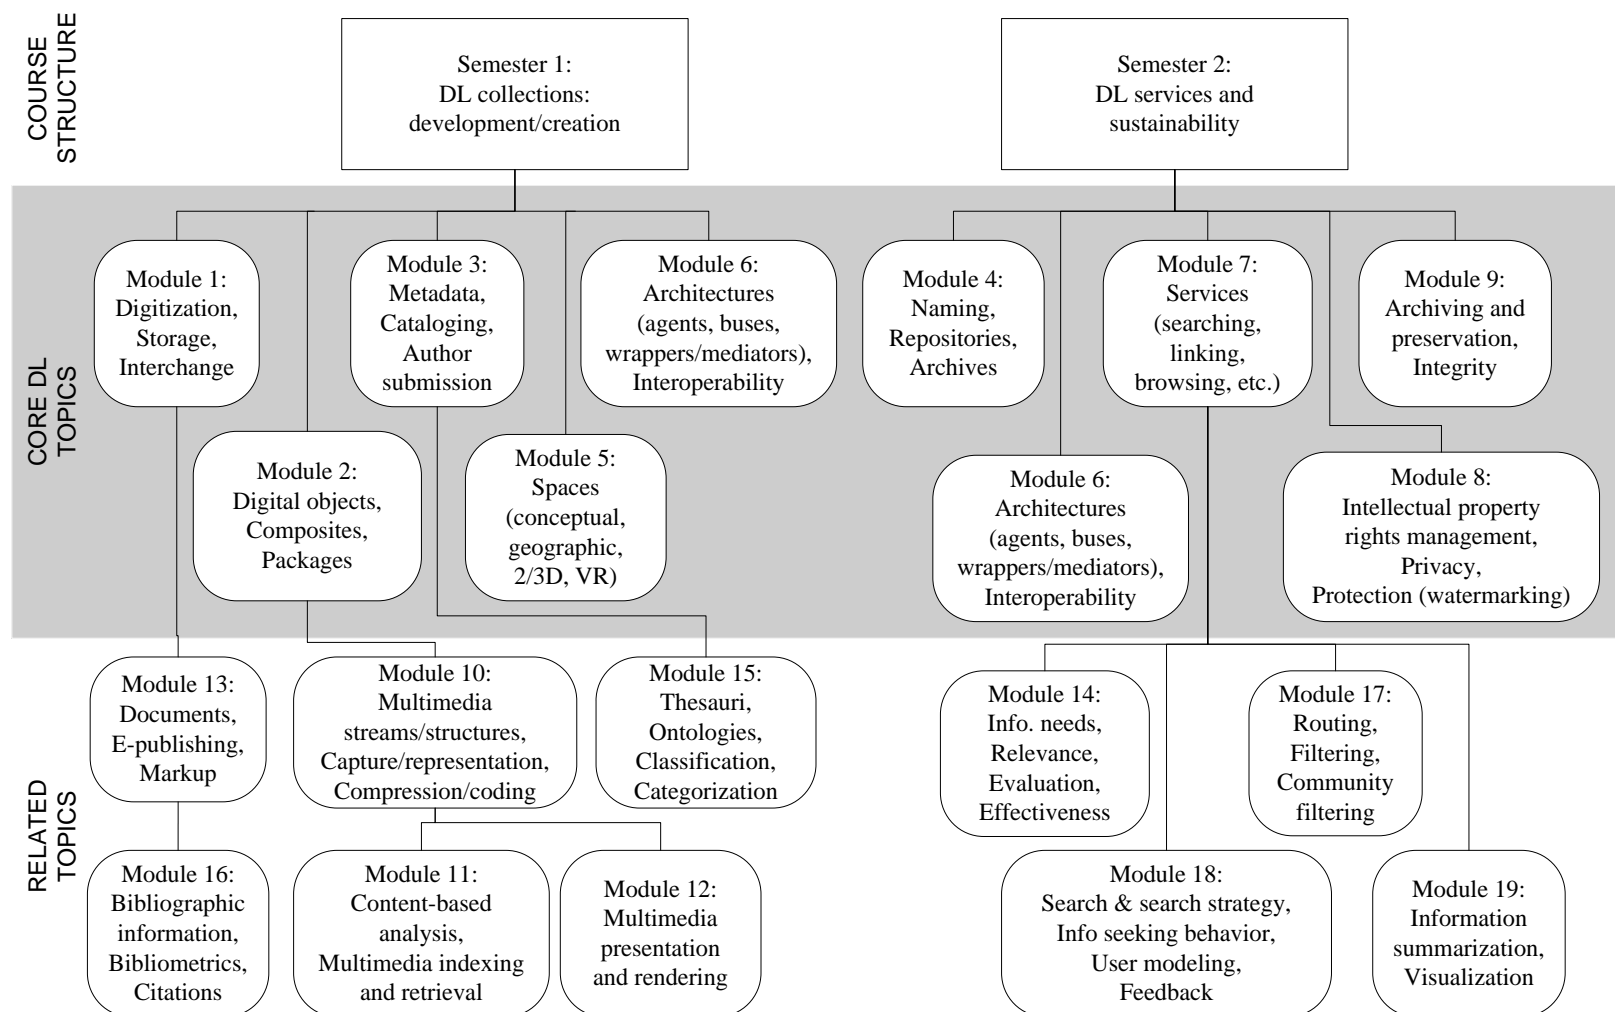 COURSE
STRUCTURE
Semester 1:
DL collections:
development/creation
Semester 2:
DL services and
sustainability
CORE DL
TOPICS
Module 1:
Digitization,
Storage,
Interchange
Module 3:
Metadata,
Cataloging,
Author
submission
Module 6:
Architectures
(agents, buses,
wrappers/mediators),
Interoperability
Module 4:
Naming,
Repositories,
Archives
Module 7:
Services
(searching,
linking,
browsing, etc.)
Module 9:
Archiving and
preservation,
Integrity
Module 2:
Digital objects,
Composites,
Packages
Module 5:
Spaces
(conceptual,
geographic,
2/3D, VR)
Module 6:
Architectures
(agents, buses,
wrappers/mediators),
Interoperability
Module 8:
Intellectual property
rights management,
Privacy,
Protection (watermarking)
RELATED
TOPICS
Module 13:
Documents,
E-publishing,
Markup
Module 10:
Multimedia
streams/structures,
Capture/representation,
Compression/coding
Module 15:
Thesauri,
Ontologies,
Classification,
Categorization
Module 14:
Info. needs,
Relevance,
Evaluation,
Effectiveness
Module 17:
Routing,
Filtering,
Community
filtering
Module 16:
Bibliographic
information,
Bibliometrics,
Citations
Module 11:
Content-based
analysis,
Multimedia indexing
and retrieval
Module 12:
Multimedia
presentation
and rendering
Module 18:
Search & search strategy,
Info seeking behavior,
User modeling,
Feedback
Module 19:
Information
summarization,
Visualization